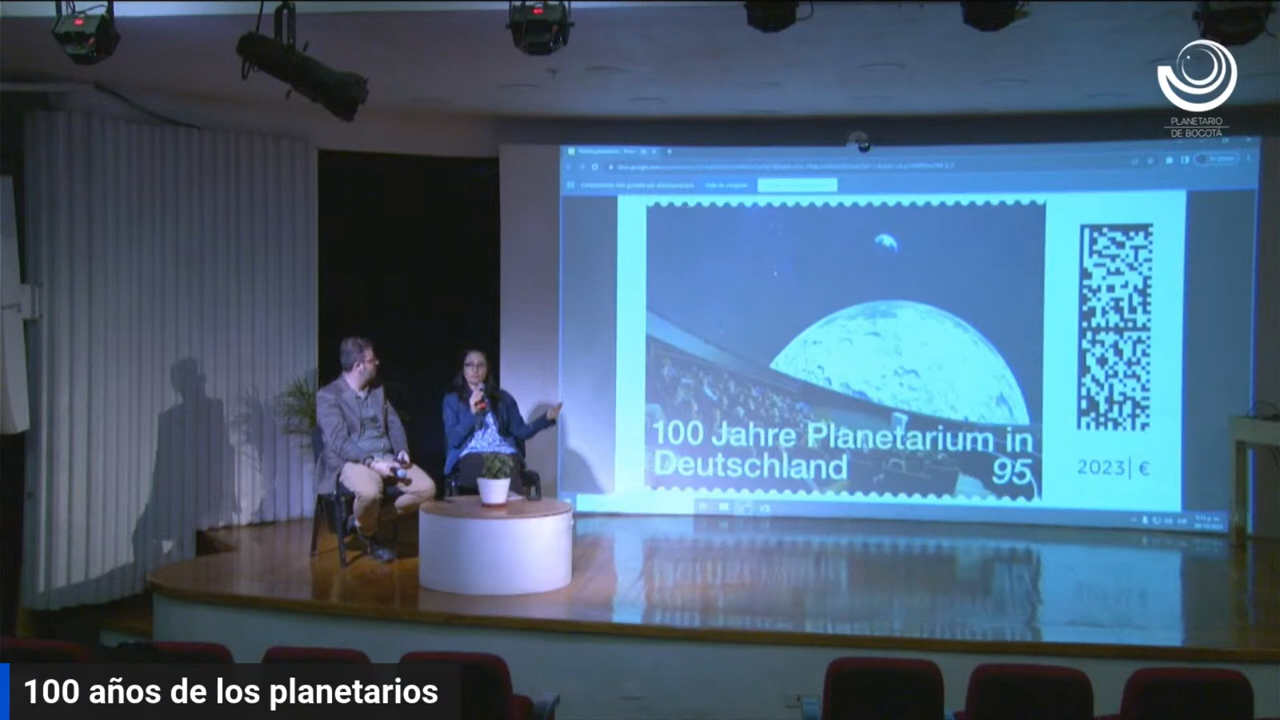 PLANETARIO
DE BOGOTÁ
100 Jahre Planetarium in
Deutschland
95
2023 | €
100 años de los planetarios